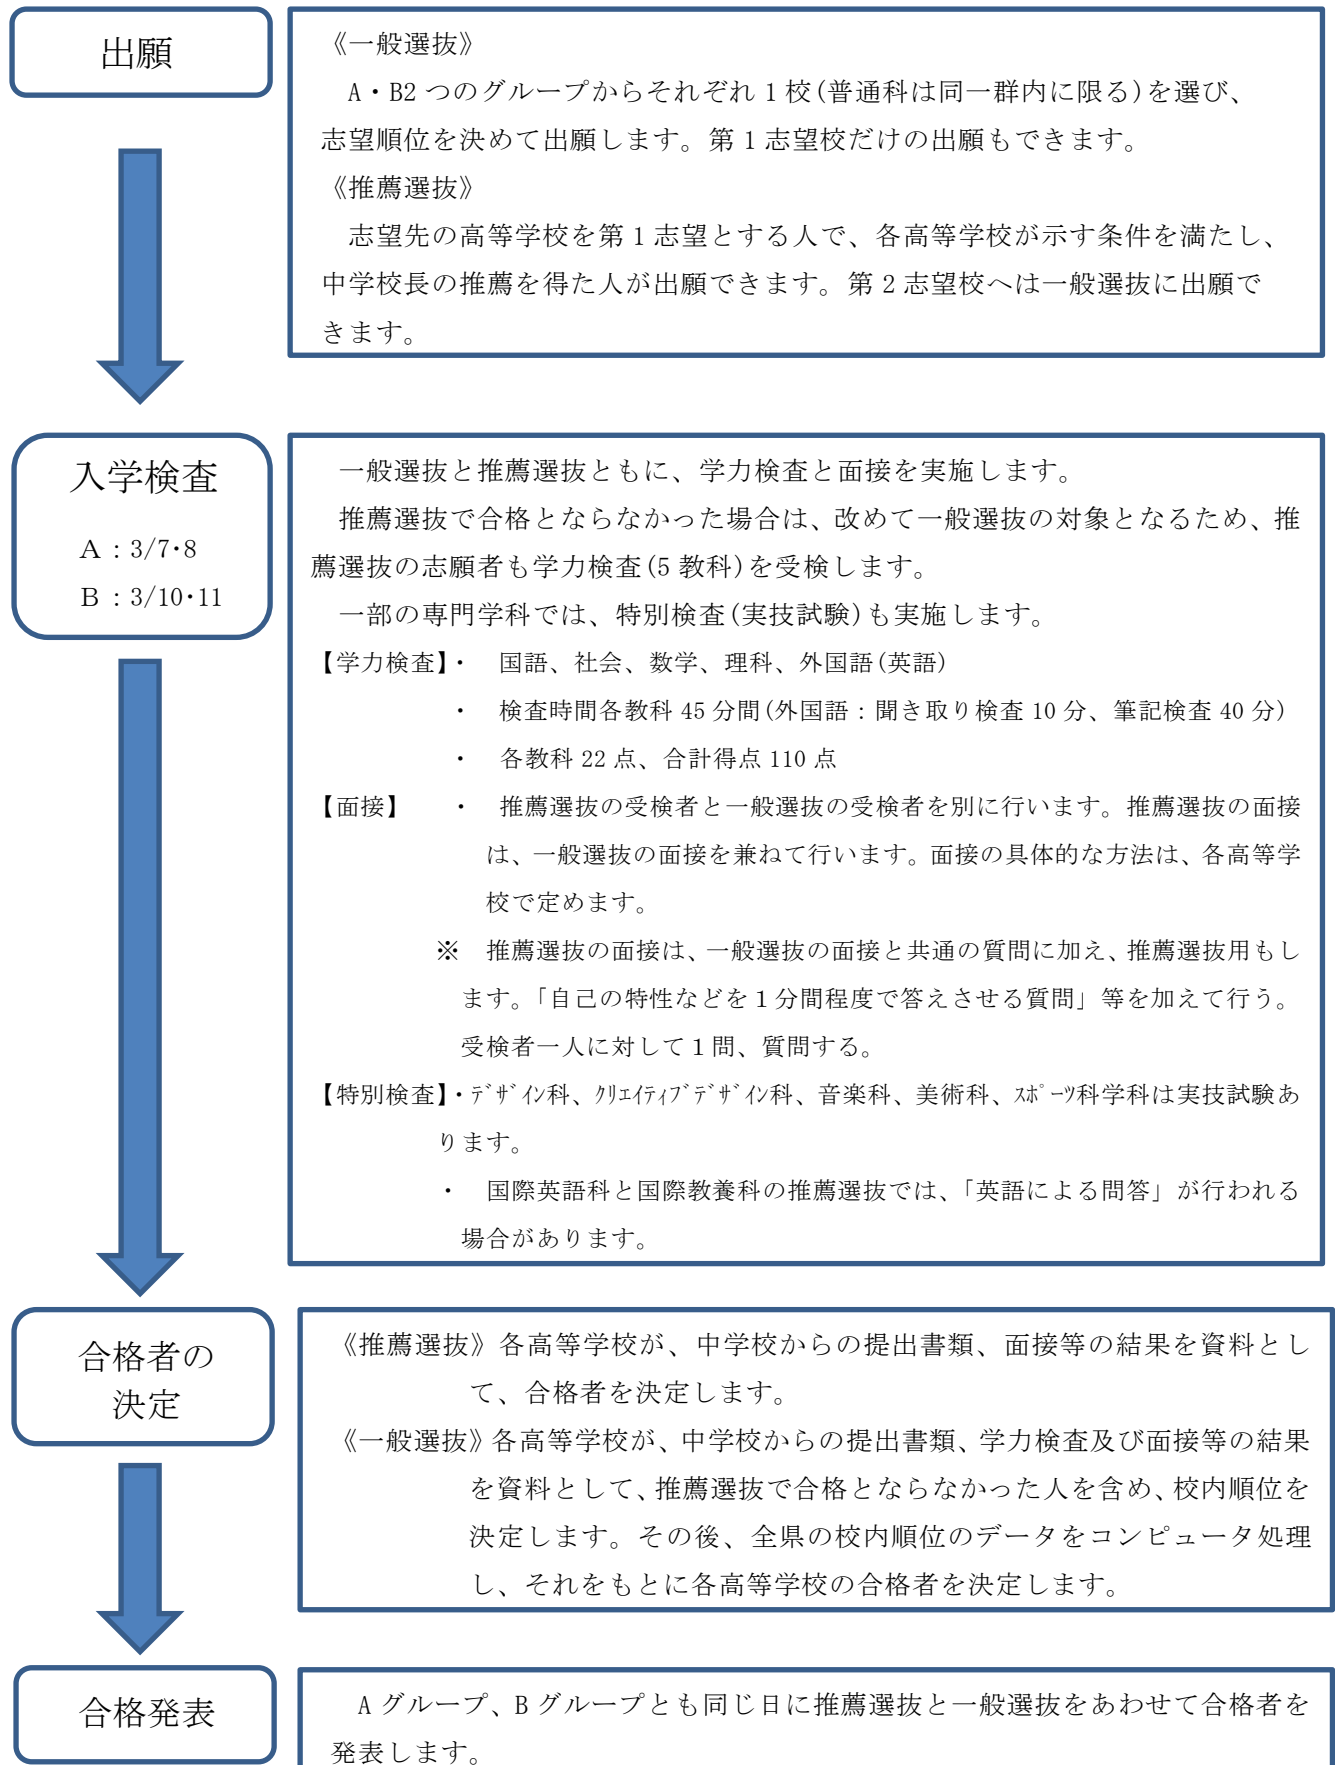 出願
《一般選抜》
A・B2 つのグループからそれぞれ 1 校(普通科は同一群内に限る)を選び、
志望順位を決めて出願します。第 1 志望校だけの出願もできます。
《推薦選抜》
志望先の高等学校を第 1 志望とする人で、各高等学校が示す条件を満たし、
中学校長の推薦を得た人が出願できます。第 2 志望校へは一般選抜に出願で
きます。
入学検査
A：3/7・8
B：3/10・11
一般選抜と推薦選抜ともに、学力検査と面接を実施します。
推薦選抜で合格とならなかった場合は、改めて一般選抜の対象となるため、推
薦選抜の志願者も学力検査(5 教科)を受検します。
一部の専門学科では、特別検査(実技試験)も実施します。
【学力検査】・ 国語、社会、数学、理科、外国語(英語)
・ 検査時間各教科 45 分間(外国語：聞き取り検査 10 分、筆記検査 40 分)
・ 各教科 22 点、合計得点 110 点
【面接】 ・ 推薦選抜の受検者と一般選抜の受検者を別に行います。推薦選抜の面接
は、一般選抜の面接を兼ねて行います。面接の具体的な方法は、各高等学
校で定めます。
※ 推薦選抜の面接は、一般選抜の面接と共通の質問に加え、推薦選抜用もし
ます。「自己の特性などを１分間程度で答えさせる質問」等を加えて行う。
受検者一人に対して１問、質問する。
【特別検査】・ﾃﾞｻﾞｲﾝ科、ｸﾘｴｲﾃｨﾌﾞﾃﾞｻﾞｲﾝ科、音楽科、美術科、ｽﾎﾟｰﾂ科学科は実技試験あ
ります。
・ 国際英語科と国際教養科の推薦選抜では、「英語による問答」が行われる
場合があります。
合格者の
決定
《推薦選抜》各高等学校が、中学校からの提出書類、面接等の結果を資料とし
て、合格者を決定します。
《一般選抜》各高等学校が、中学校からの提出書類、学力検査及び面接等の結果
を資料として、推薦選抜で合格とならなかった人を含め、校内順位を
決定します。その後、全県の校内順位のデータをコンピュータ処理
し、それをもとに各高等学校の合格者を決定します。
合格発表
A グループ、B グループとも同じ日に推薦選抜と一般選抜をあわせて合格者を
発表します。